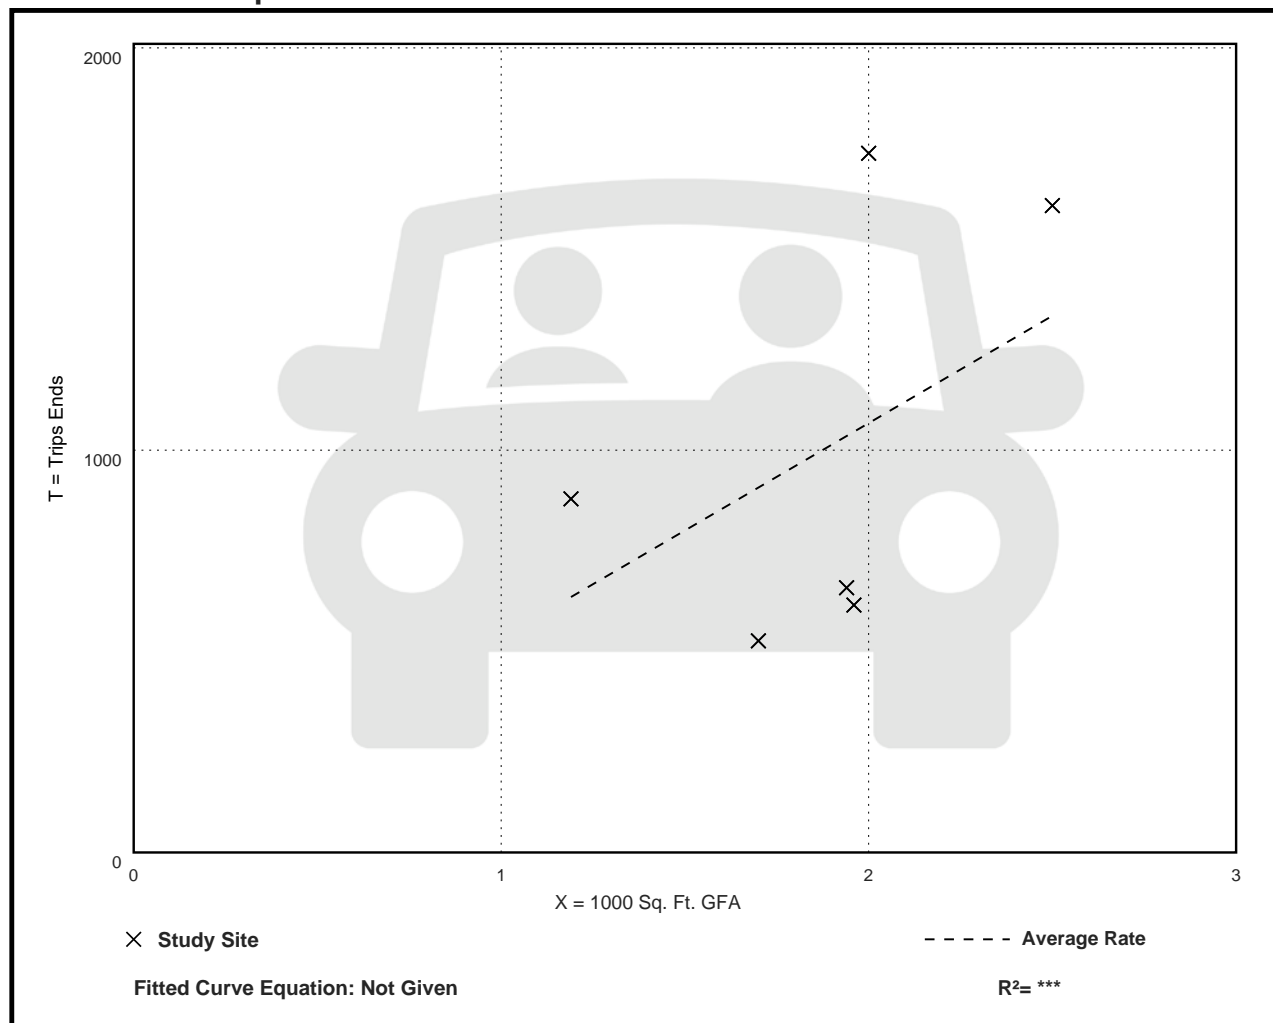 2000
1000
0
T = Trips Ends
0 1 2 3
X = 1000 Sq. Ft. GFA
Study Site
Average Rate
Fitted Curve Equation: Not Given
R²= ***